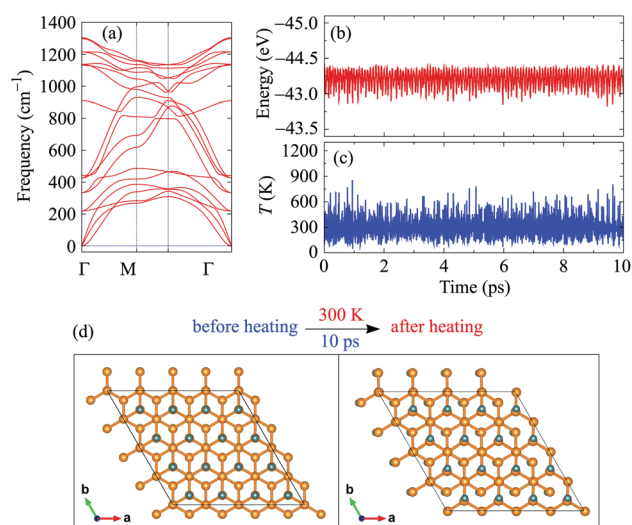 (a)
1400
1200
1000
800
600
400
200
0
Frequency (cm⁻¹)
Γ M Γ
(b)
−45.0
−44.5
−44.0
−43.0
−43.5
Energy (eV)
(c)
1200
900
600
300
0
T (K)
0 2 4 6 8 10
Time (ps)
(d)
before heating 300 K after heating
10 ps
b
a
b
a